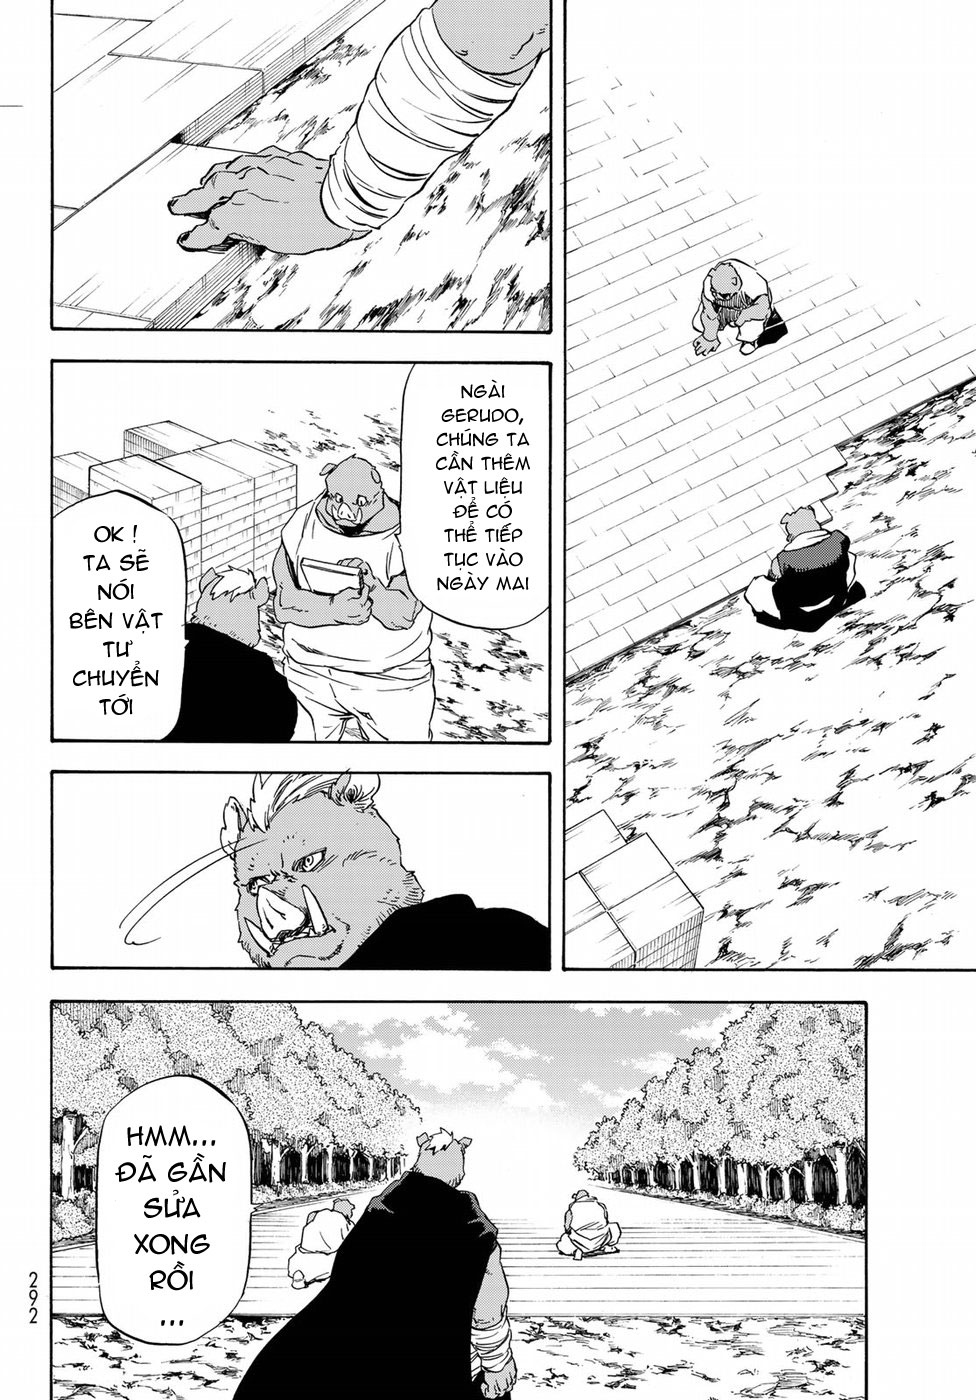 NGÀI
GERUDO,
CHÚNG TA
CẦN THÊM
VẬT LIỆU
ĐỂ CÓ
THỂ TIẾP
TỤC VÀO
NGÀY MAI
OK !
TA SẼ
NÓI
BÊN VẬT
TƯ
CHUYỂN
TỚI
HMM...
ĐÃ GẦN
SỬA
XONG
RỒI
...
292